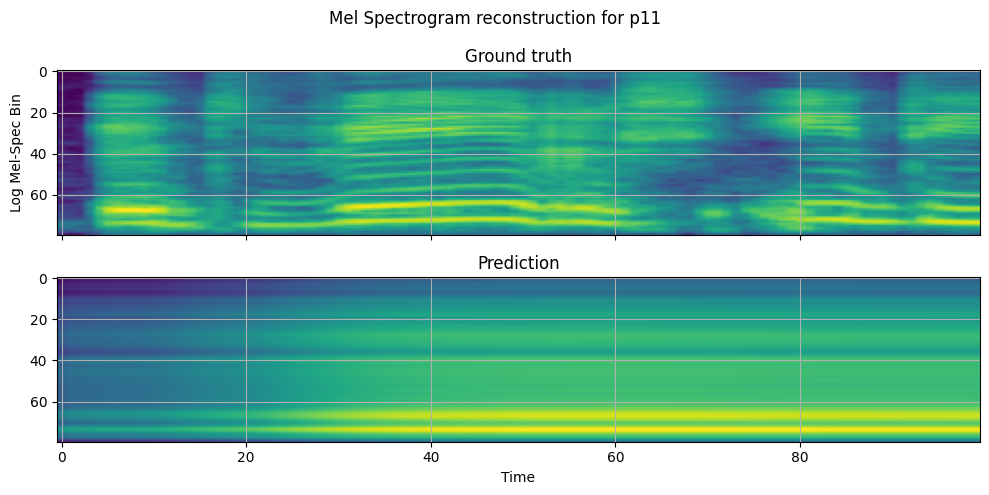 Mel Spectrogram reconstruction for p11
Ground truth
0
20
40
60
Log Mel-Spec Bin
Prediction
0
20
40
60
0 20 40 60 80
Time